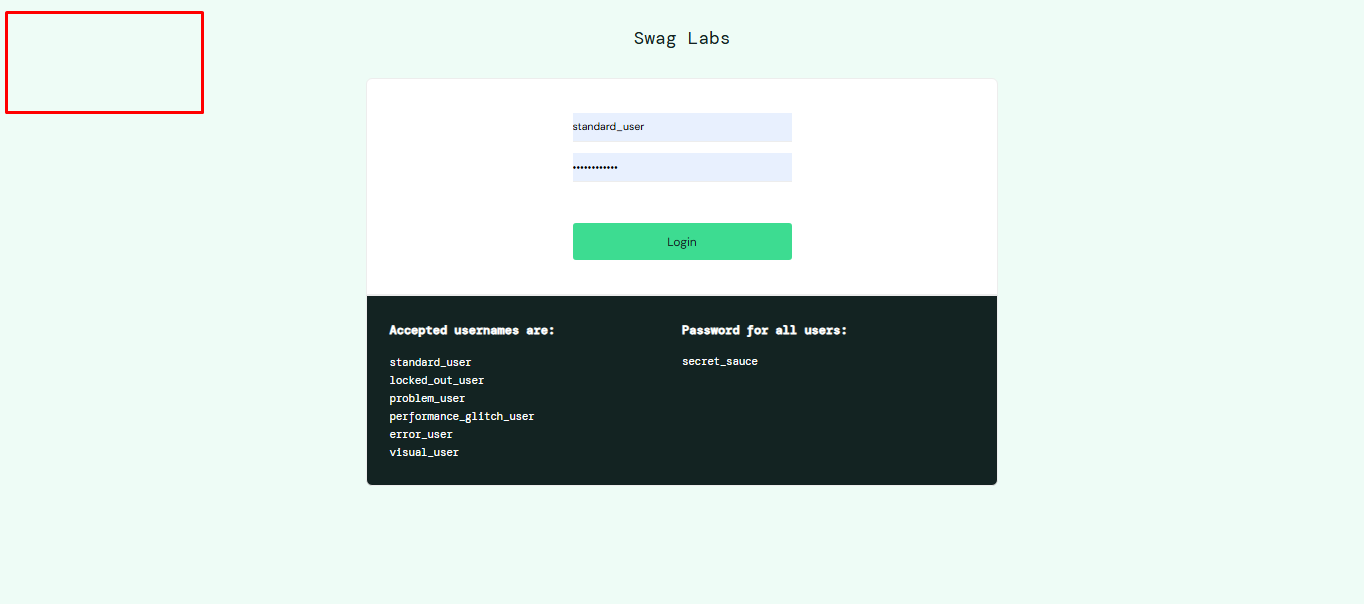 Swag Labs
standard_user
••••••••••••
Login
Accepted usernames are:
standard_user
locked_out_user
problem_user
performance_glitch_user
error_user
visual_user
Password for all users:
secret_sauce